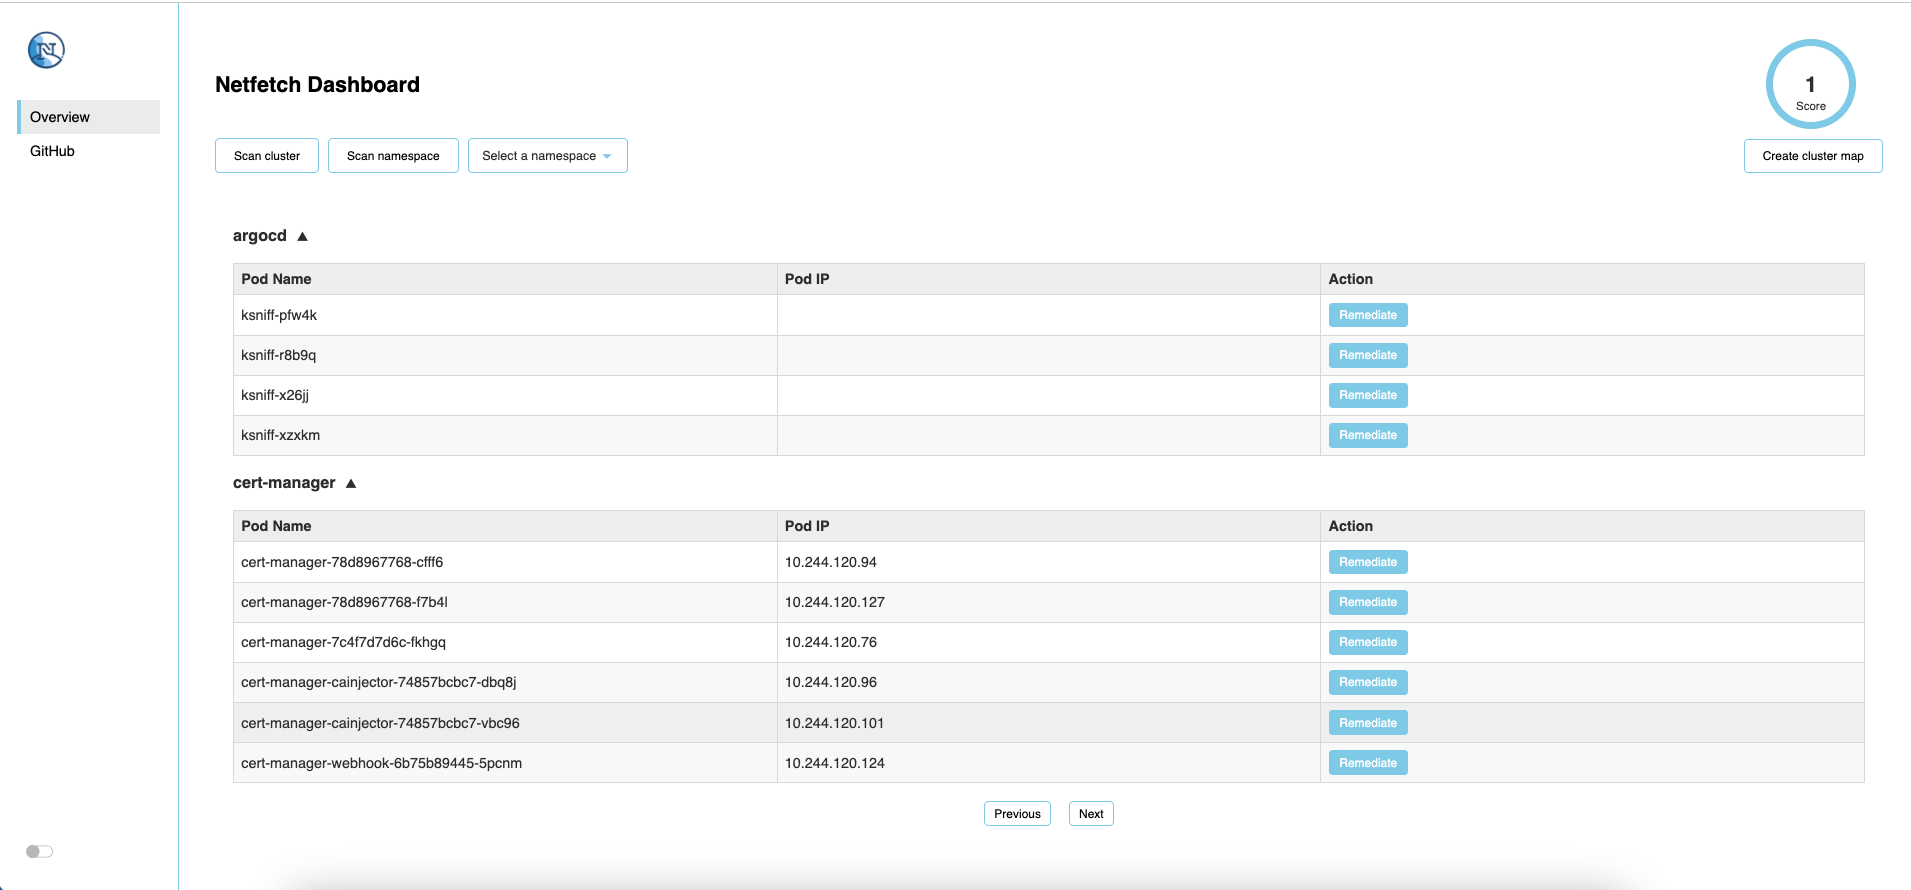 N
Overview
GitHub
Netfetch Dashboard
1
Score
Scan cluster
Scan namespace
Select a namespace
Create cluster map
argocd ▲
Pod Name Pod IP Action
ksniff-pfw4k Remediate
ksniff-r8b9q Remediate
ksniff-x26jj Remediate
ksniff-xzxkm Remediate
cert-manager ▲
Pod Name Pod IP Action
cert-manager-78d8967768-cfff6 10.244.120.94 Remediate
cert-manager-78d8967768-f7b4l 10.244.120.127 Remediate
cert-manager-7c4f7d7d6c-fkhgq 10.244.120.76 Remediate
cert-manager-cainjector-74857bcbc7-dbq8j 10.244.120.96 Remediate
cert-manager-cainjector-74857bcbc7-vbc96 10.244.120.101 Remediate
cert-manager-webhook-6b75b89445-5pcnm 10.244.120.124 Remediate
Previous Next